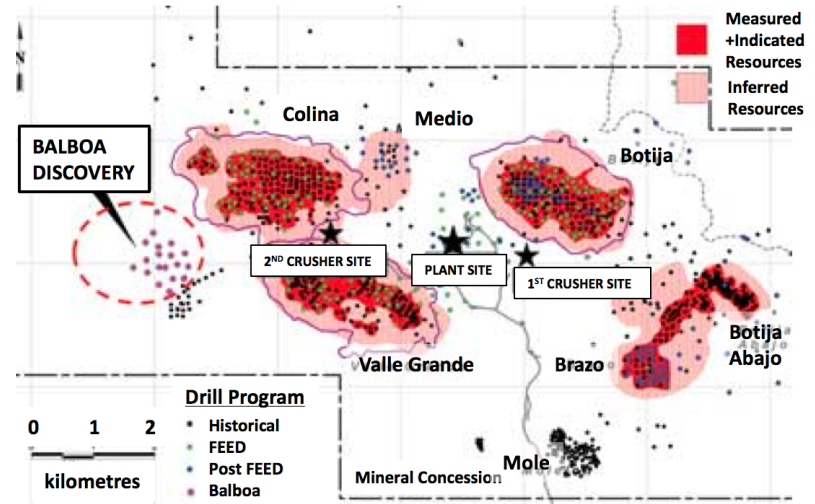 Measured
+Indicated
Resources
Inferred
Resources
N
Colina
Medio
Botija
BALBOA
DISCOVERY
2ND CRUSHER SITE
PLANT SITE
1ST CRUSHER SITE
Botija
Abajo
Valle Grande
Brazo
Drill Program
Historical
FEED
Post FEED
Balboa
0 1 2
kilometres
Mineral Concession
Mole